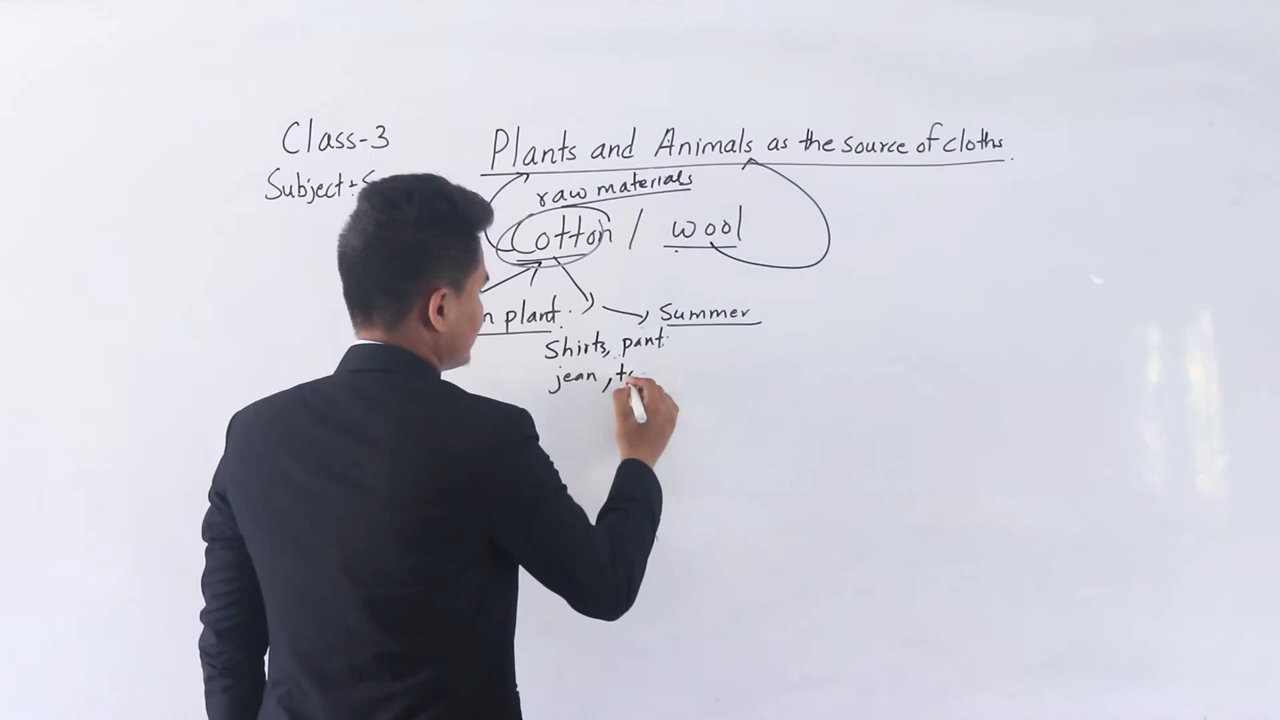 Class-3
Subject:
Plants and Animals as the source of cloths.
raw materials
Cotton / wool
plant.
Summer
Shirts, pant
jean,